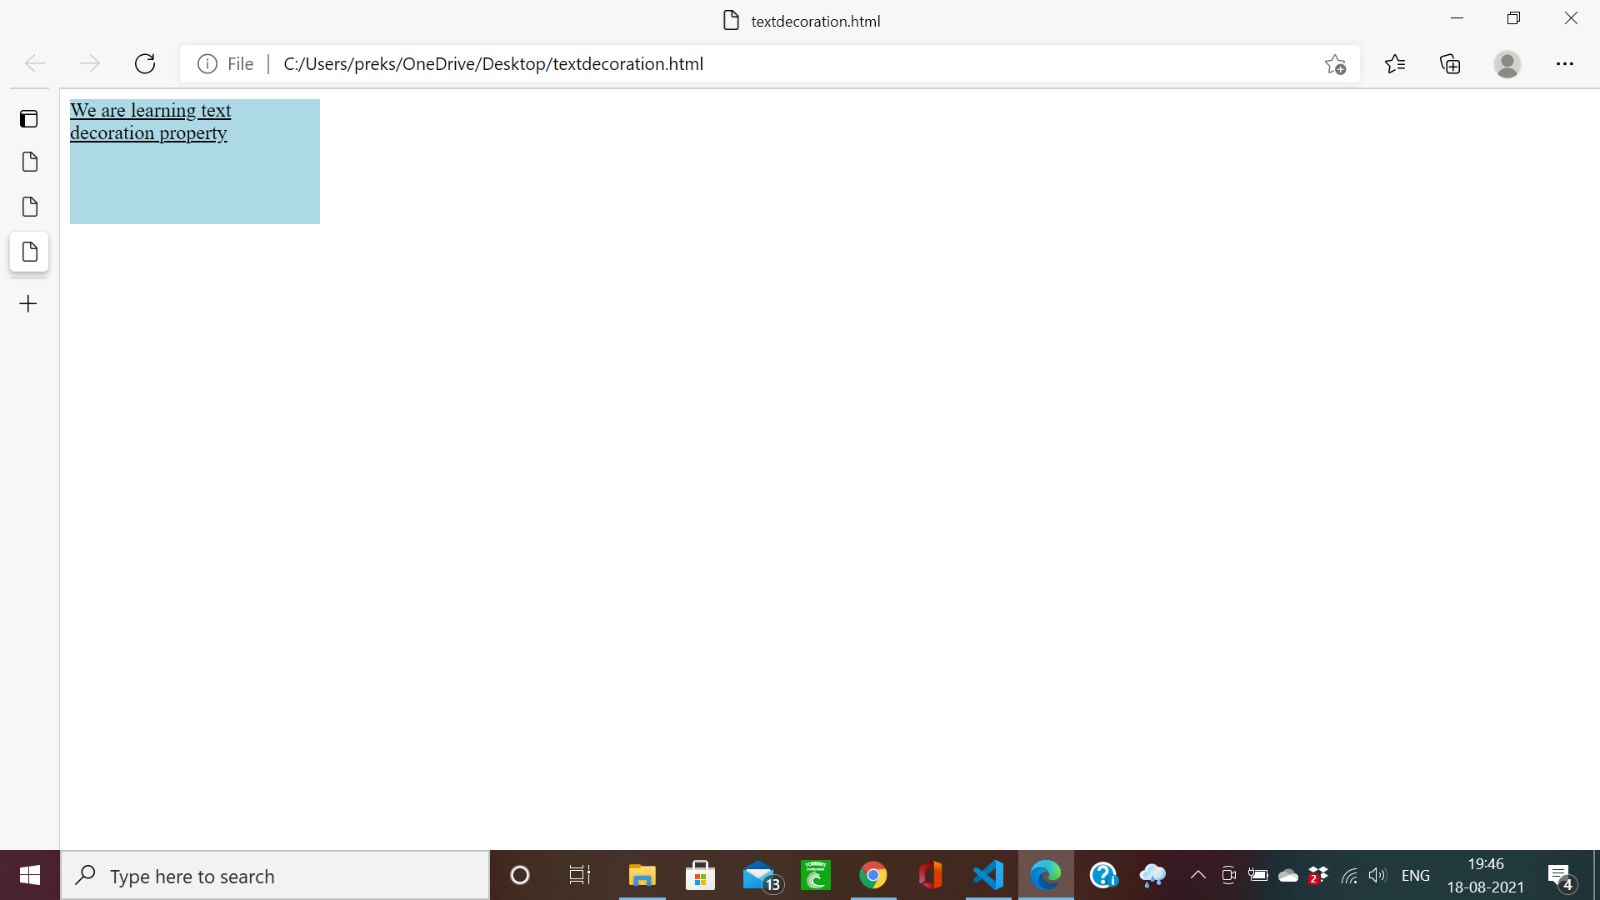 textdecoration.html
File
C:/Users/preks/OneDrive/Desktop/textdecoration.html
We are learning text
decoration property
Type here to search
13
2
ENG
19:46
18-08-2021
4